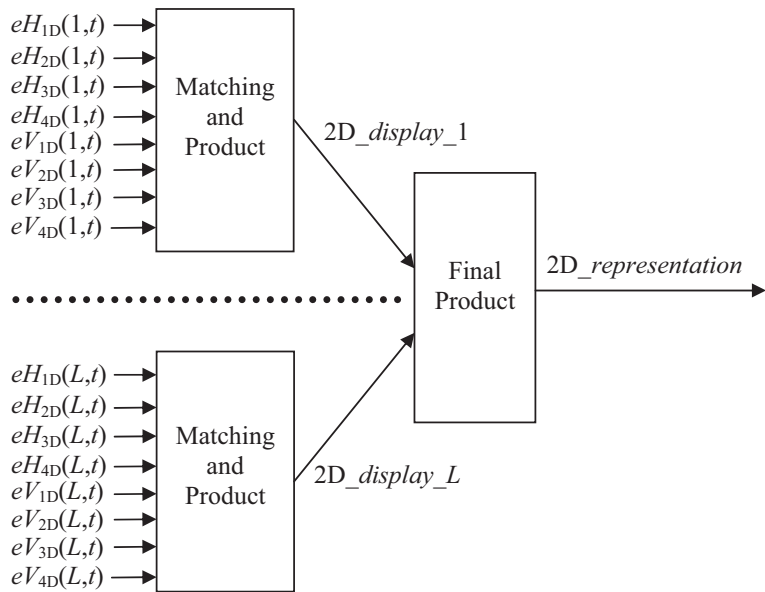 eH1D(1,t)
eH2D(1,t)
eH3D(1,t)
eH4D(1,t)
eV1D(1,t)
eV2D(1,t)
eV3D(1,t)
eV4D(1,t)
Matching
and
Product
2D_display_1
Final
Product
2D_representation
eH1D(L,t)
eH2D(L,t)
eH3D(L,t)
eH4D(L,t)
eV1D(L,t)
eV2D(L,t)
eV3D(L,t)
eV4D(L,t)
Matching
and
Product
2D_display_L